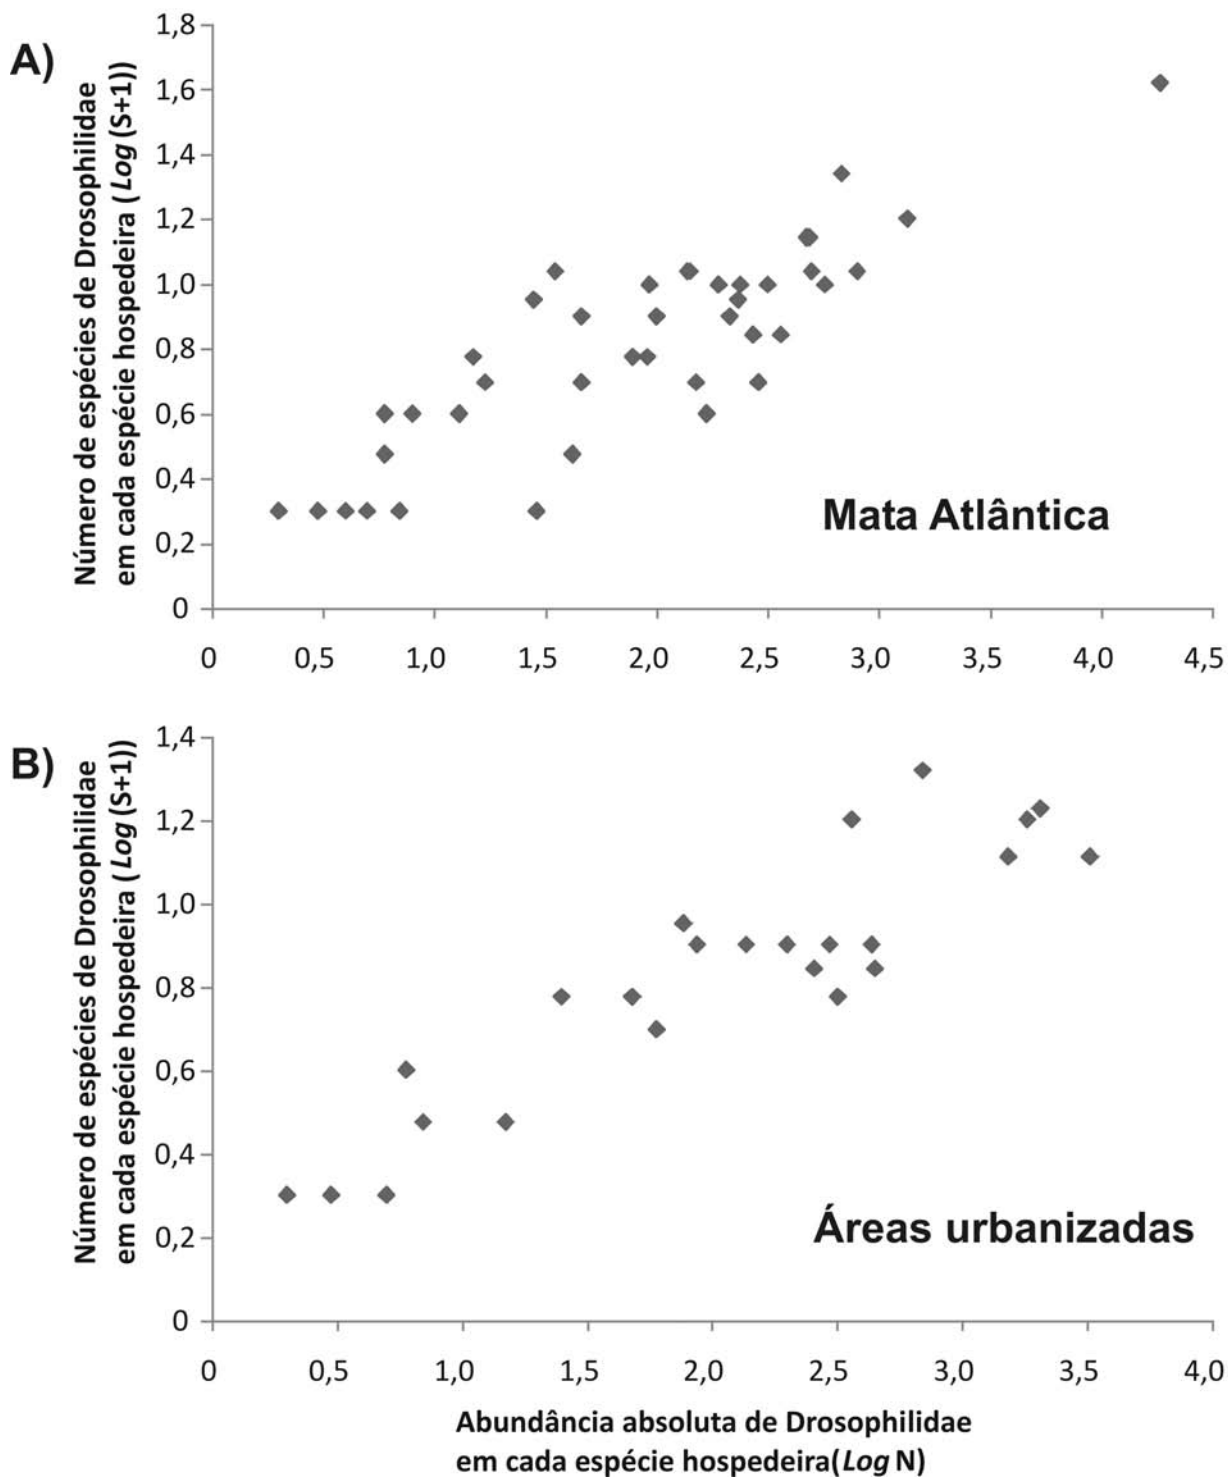 A)
Número de espécies de Drosophilidae
em cada espécie hospedeira (Log (S+1))
1,8
1,6
1,4
1,2
1,0
0,8
0,6
0,4
0,2
0
Mata Atlântica
0 0,5 1,0 1,5 2,0 2,5 3,0 3,5 4,0 4,5
B)
Número de espécies de Drosophilidae
em cada espécie hospedeira (Log (S+1))
1,4
1,2
1,0
0,8
0,6
0,4
0,2
0
Áreas urbanizadas
0 0,5 1,0 1,5 2,0 2,5 3,0 3,5 4,0
Abundância absoluta de Drosophilidae
em cada espécie hospedeira(Log N)